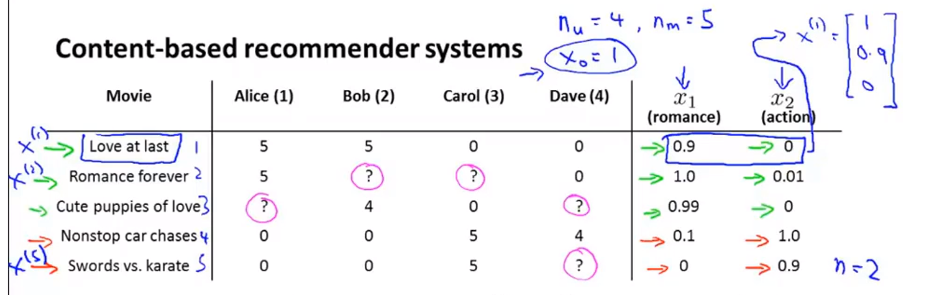 n_u = 4, n_m = 5
x^(1) = [1 0.9 0]
Content-based recommender systems
x_0 = 1
Movie Alice (1) Bob (2) Carol (3) Dave (4) x_1 (romance) x_2 (action)
x^(1) Love at last 1 5 5 0 0 0.9 0
x^(2) Romance forever 2 5 ? ? 0 1.0 0.01
Cute puppies of love 3 ? 4 0 ? 0.99 0
Nonstop car chases 4 0 0 5 4 0.1 1.0
x^(5) Swords vs. karate 5 0 0 5 ? 0 0.9 n=2